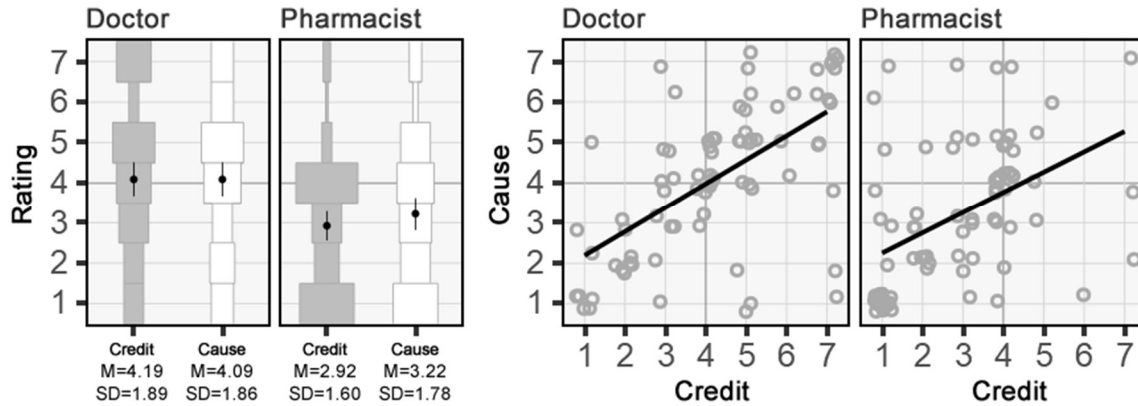 Doctor
Pharmacist
Rating
7
6
5
4
3
2
1
Credit
M=4.19
SD=1.89
Cause
M=4.09
SD=1.86
Credit
M=2.92
SD=1.60
Cause
M=3.22
SD=1.78
Doctor
Pharmacist
Cause
7
6
5
4
3
2
1
1 2 3 4 5 6 7
1 2 3 4 5 6 7
Credit
Credit